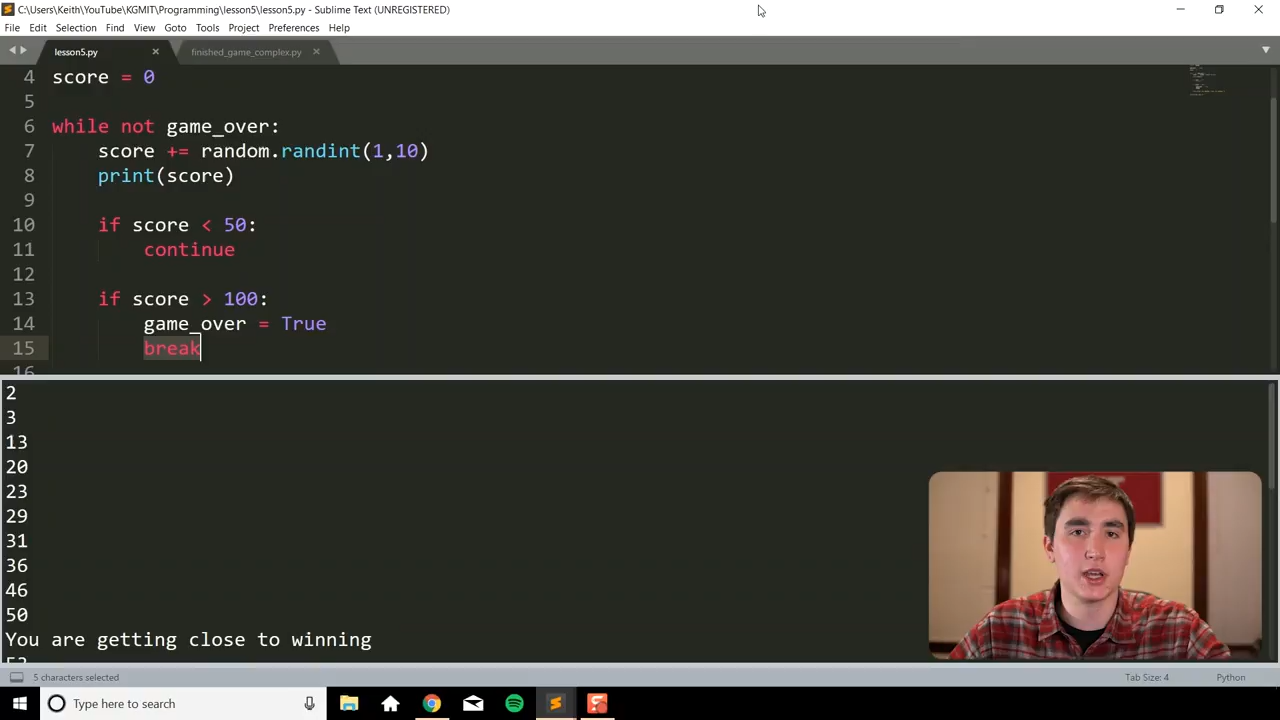 C:\Users\Keith\YouTube\KGMIT\Programming\lesson5\lesson5.py - Sublime Text (UNREGISTERED)
File Edit Selection Find View Goto Tools Project Preferences Help
lesson5.py finished_game_complex.py
4 score = 0
5
6 while not game_over:
7 score += random.randint(1,10)
8 print(score)
9
10 if score < 50:
11 continue
12
13 if score > 100:
14 game_over = True
15 break
16
2
3
13
20
23
29
31
36
46
50
You are getting close to winning
5 characters selected Tab Size: 4 Python
Type here to search